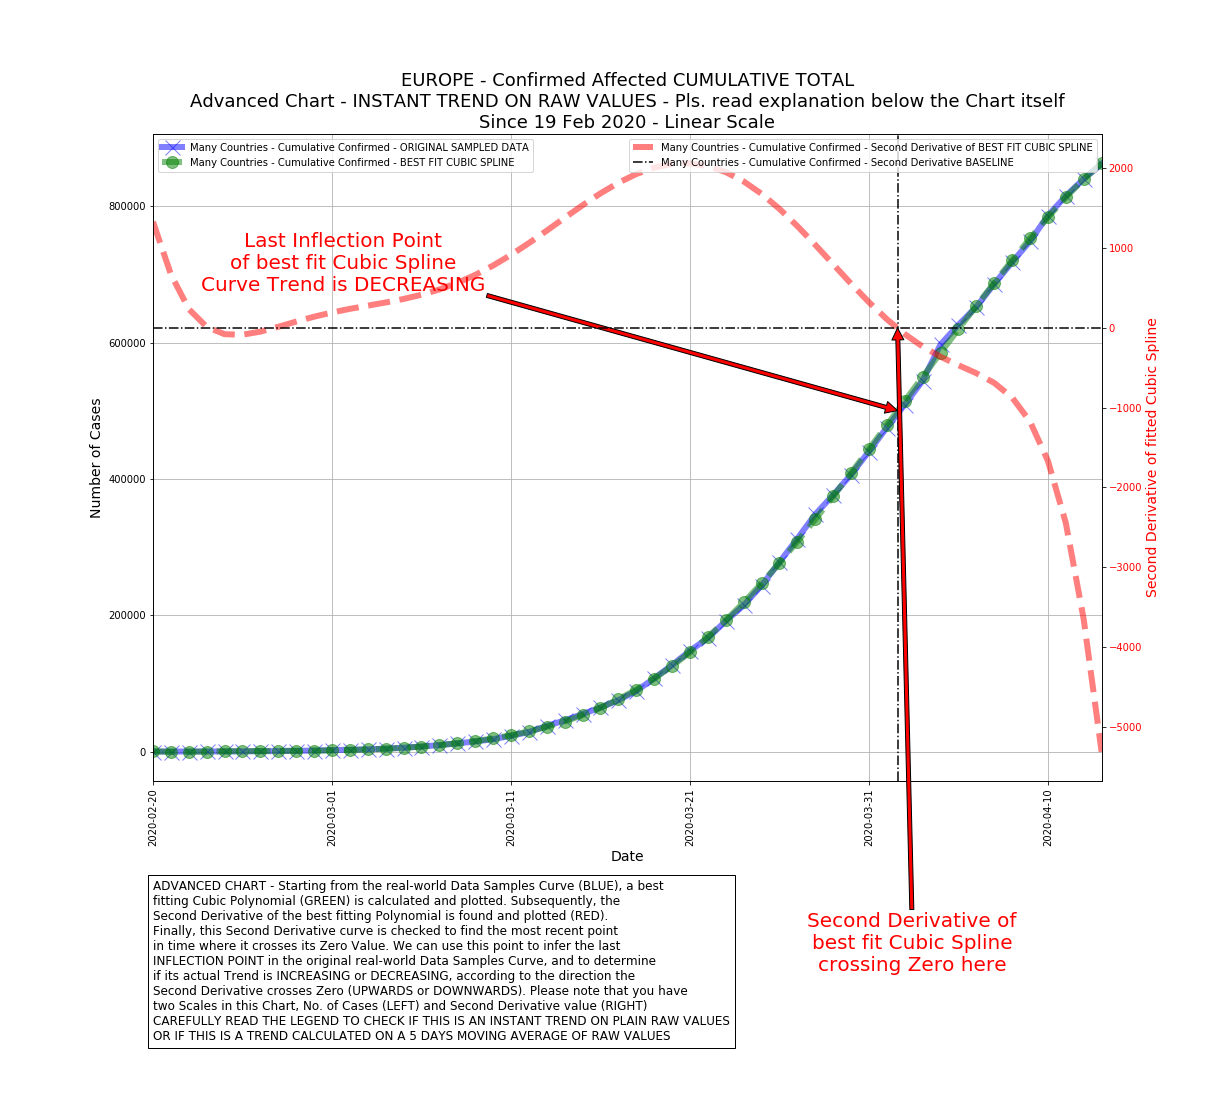 EUROPE - Confirmed Affected CUMULATIVE TOTAL
Advanced Chart - INSTANT TREND ON RAW VALUES - Pls. read explanation below the Chart itself
Since 19 Feb 2020 - Linear Scale
Many Countries - Cumulative Confirmed - ORIGINAL SAMPLED DATA
Many Countries - Cumulative Confirmed - BEST FIT CUBIC SPLINE
Many Countries - Cumulative Confirmed - Second Derivative of BEST FIT CUBIC SPLINE
Many Countries - Cumulative Confirmed - Second Derivative BASELINE
Last Inflection Point
of best fit Cubic Spline
Curve Trend is DECREASING
Number of Cases
800000
600000
400000
200000
0
2000
1000
0
−1000
−2000
−3000
−4000
−5000
Second Derivative of fitted Cubic Spline
2020-02-20
2020-03-01
2020-03-11
2020-03-21
2020-03-31
2020-04-10
Date
ADVANCED CHART - Starting from the real-world Data Samples Curve (BLUE), a best
fitting Cubic Polynomial (GREEN) is calculated and plotted. Subsequently, the
Second Derivative of the best fitting Polynomial is found and plotted (RED).
Finally, this Second Derivative curve is checked to find the most recent point
in time where it crosses its Zero Value. We can use this point to infer the last
INFLECTION POINT in the original real-world Data Samples Curve, and to determine
if its actual Trend is INCREASING or DECREASING, according to the direction the
Second Derivative crosses Zero (UPWARDS or DOWNWARDS). Please note that you have
two Scales in this Chart, No. of Cases (LEFT) and Second Derivative value (RIGHT)
CAREFULLY READ THE LEGEND TO CHECK IF THIS IS AN INSTANT TREND ON PLAIN RAW VALUES
OR IF THIS IS A TREND CALCULATED ON A 5 DAYS MOVING AVERAGE OF RAW VALUES
Second Derivative of
best fit Cubic Spline
crossing Zero here